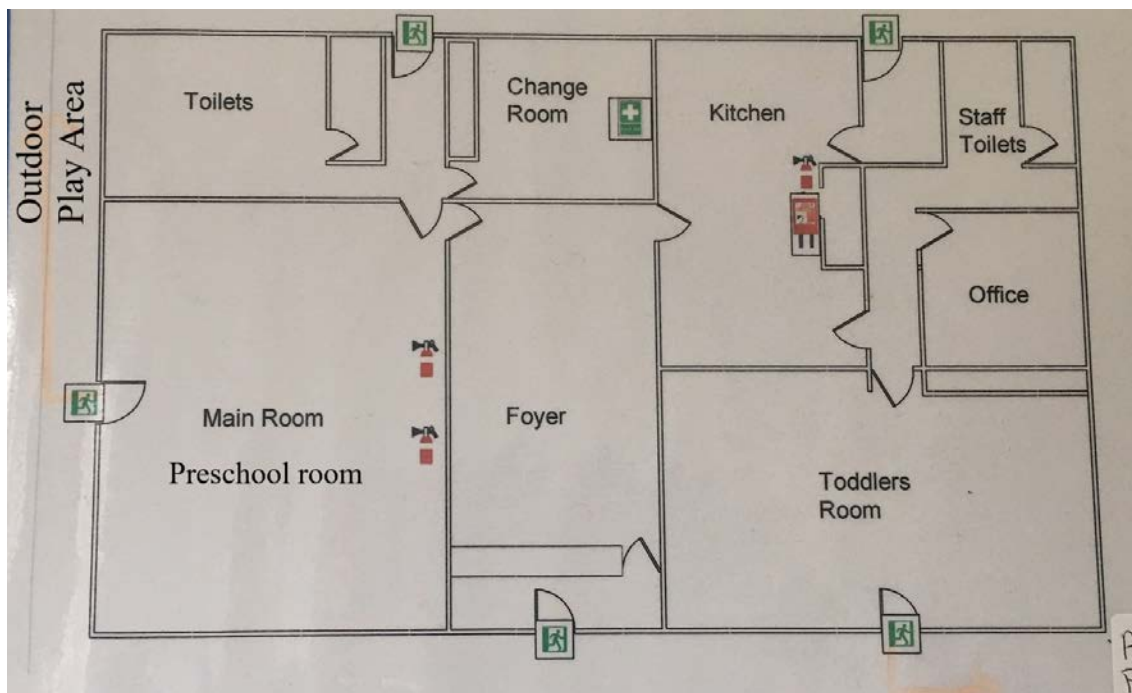 Outdoor
Play Area
Toilets
Change
Room
Kitchen
Staff
Toilets
Office
Main Room
Preschool room
Foyer
Toddlers
Room